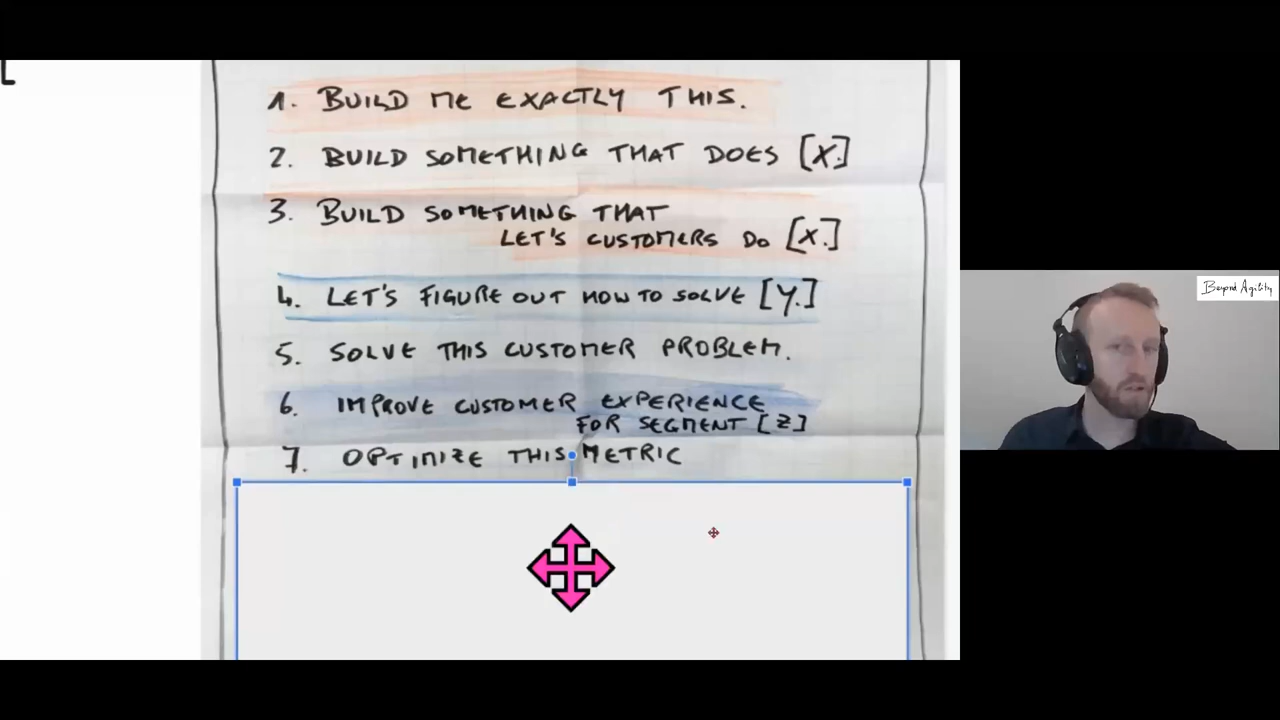 1. BUILD ME EXACTLY THIS.
2. BUILD SOMETHING THAT DOES [X.]
3. BUILD SOMETHING THAT
LET'S CUSTOMERS DO [X.]
4. LET'S FIGURE OUT HOW TO SOLVE [Y.]
5. SOLVE THIS CUSTOMER PROBLEM.
6. IMPROVE CUSTOMER EXPERIENCE
FOR SEGMENT [Z]
7. OPTIMIZE THIS METRIC
Beyond Agility